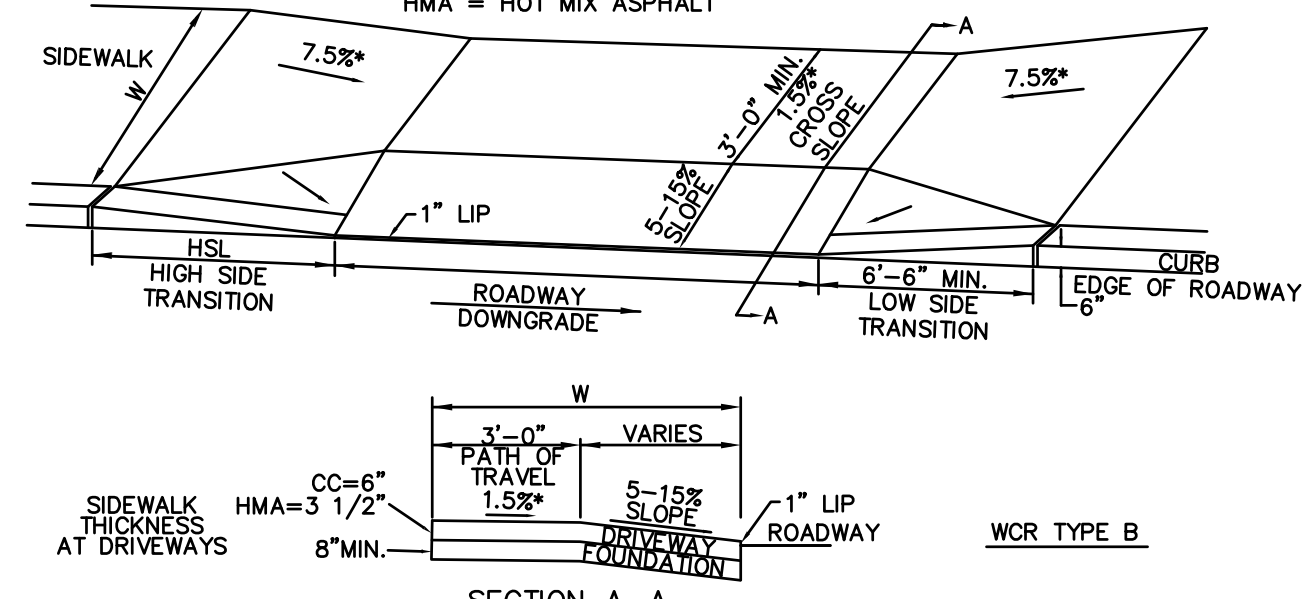 HMA = HOT MIX ASPHALT
A
SIDEWALK
W
7.5%*
3'-0" MIN.
1.5%*
CROSS
SLOPE
7.5%*
5-15%
SLOPE
1" LIP
HSL
HIGH SIDE
TRANSITION
ROADWAY
DOWNGRADE
A
6'-6" MIN.
LOW SIDE
TRANSITION
CURB
EDGE OF ROADWAY
6"
W
3'-0"
PATH OF
TRAVEL
1.5%*
VARIES
5-15%
SLOPE
CC=6"
HMA=3 1/2"
SIDEWALK
THICKNESS
AT DRIVEWAYS
8"MIN.
1" LIP
ROADWAY
DRIVEWAY
FOUNDATION
WCR TYPE B
SECTION A-A